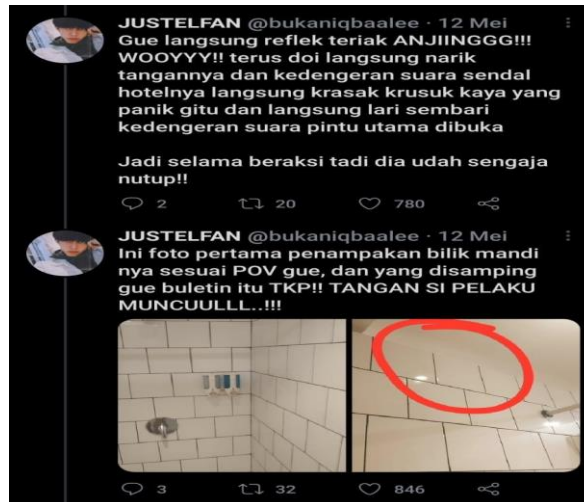 JUSTELFAN @bukaniqbaalee · 12 Mei
Gue langsung reflek teriak ANJIINGGG!!!
WOOYYY!! terus doi langsung narik
tangannya dan kedengeran suara sendal
hotelnya langsung krasak krusuk kaya yang
panik gitu dan langsung lari sembari
kedengeran suara pintu utama dibuka
Jadi selama beraksi tadi dia udah sengaja
nutup!!
2 20 780
JUSTELFAN @bukaniqbaalee · 12 Mei
Ini foto pertama penampakan bilik mandi
nya sesuai POV gue, dan yang disamping
gue buletin itu TKP!! TANGAN SI PELAKU
MUNCUULLL..!!!
3 32 846